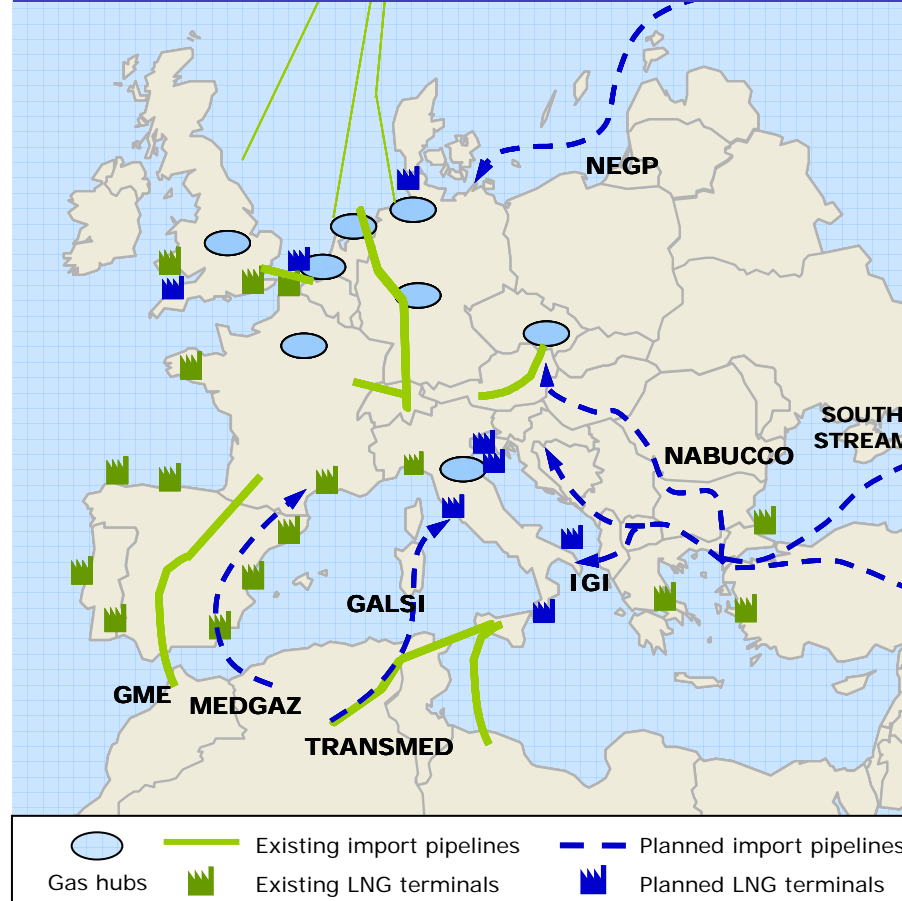 NEGP
SOUTH
STREAM
NABUCCO
IGI
GALSI
GME
MEDGAZ
TRANSMED
Existing import pipelines
Planned import pipelines
Gas hubs
Existing LNG terminals
Planned LNG terminals